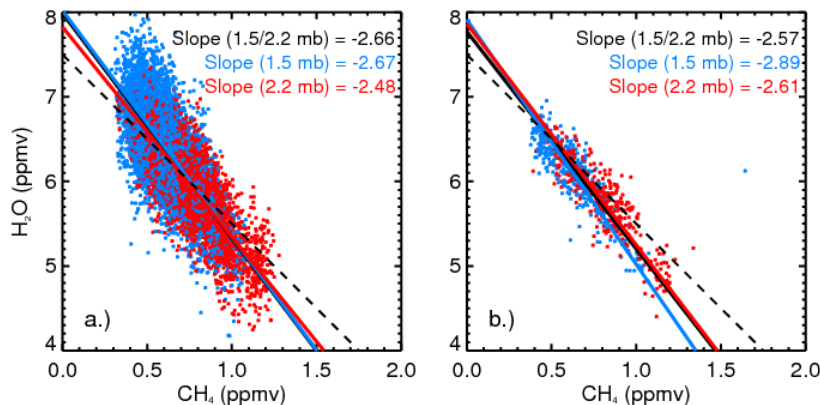 8
7
6
5
4
H₂O (ppmv)
Slope (1.5/2.2 mb) = -2.66
Slope (1.5 mb) = -2.67
Slope (2.2 mb) = -2.48
a.)
0.0 0.5 1.0 1.5 2.0
CH₄ (ppmv)
8
7
6
5
4
Slope (1.5/2.2 mb) = -2.57
Slope (1.5 mb) = -2.89
Slope (2.2 mb) = -2.61
b.)
0.0 0.5 1.0 1.5 2.0
CH₄ (ppmv)